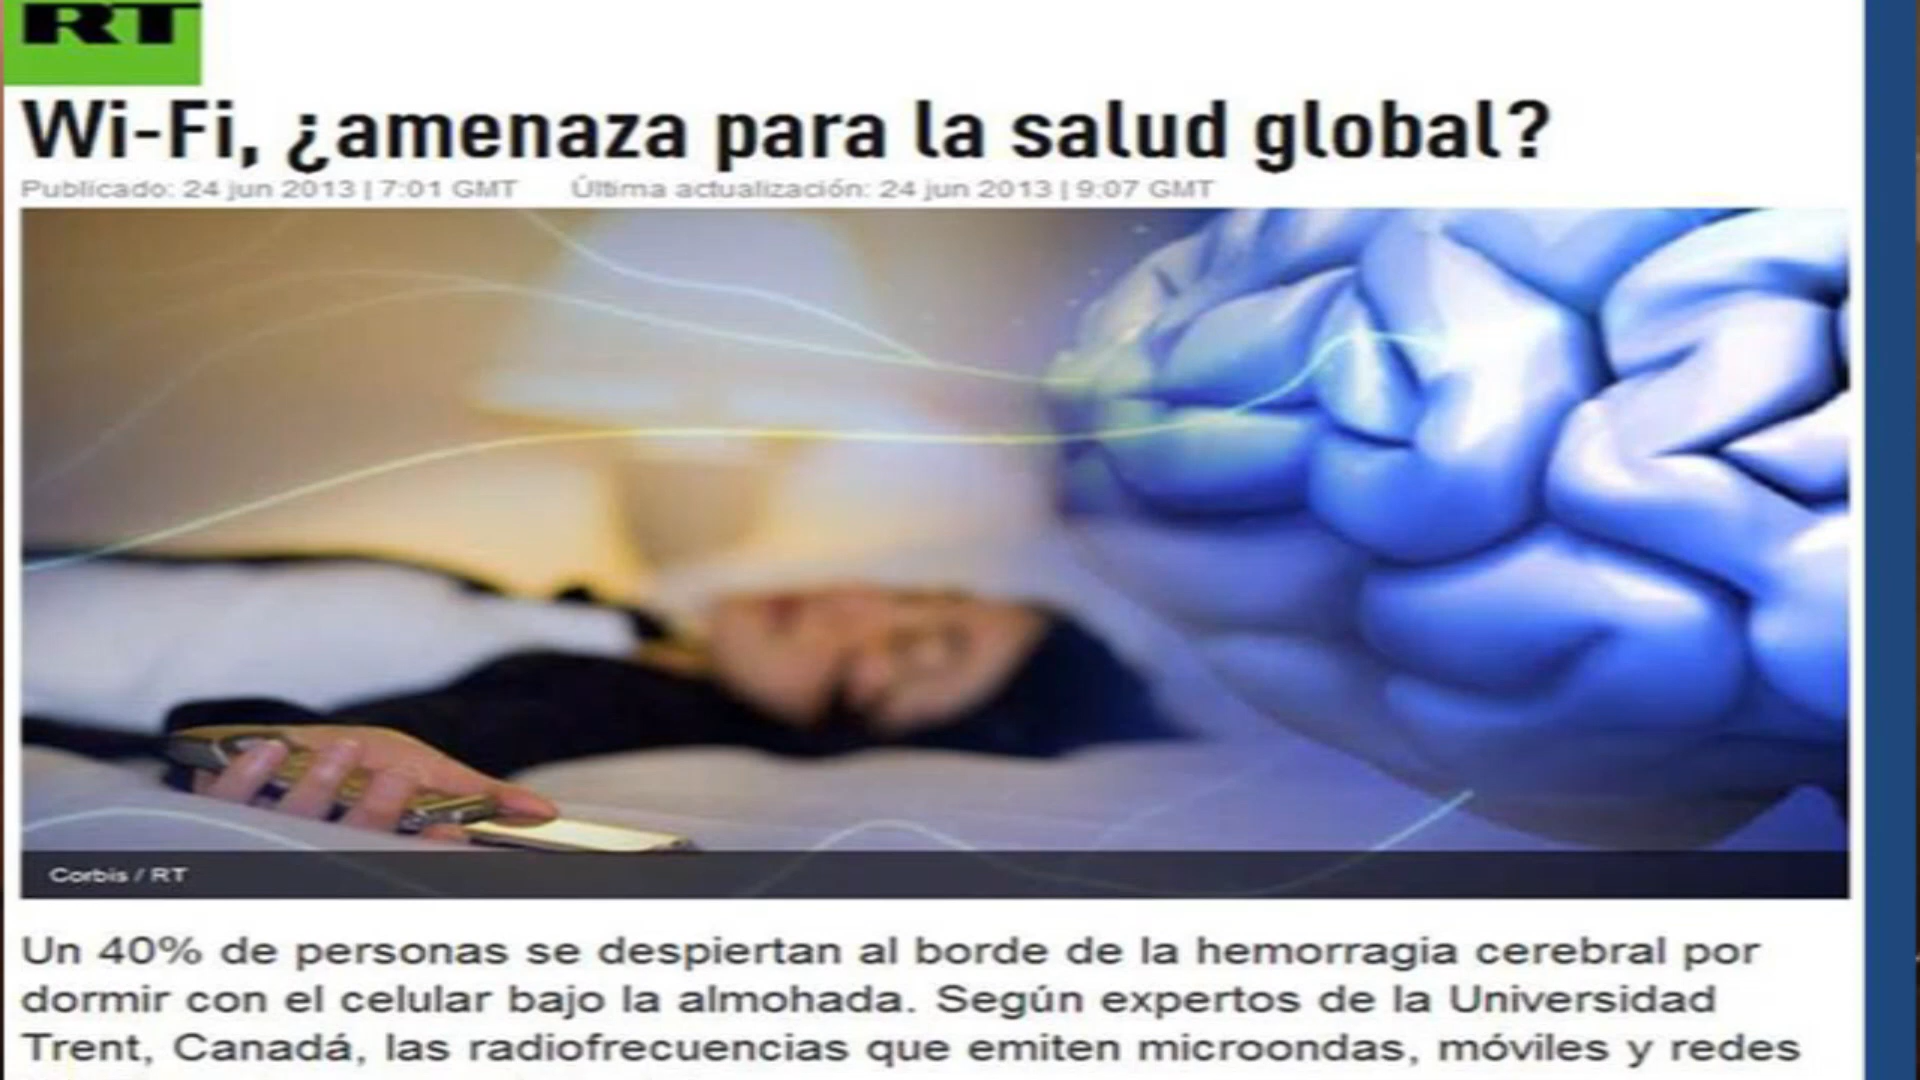 RT
Wi-Fi, ¿amenaza para la salud global?
Publicado: 24 jun 2013 | 7:01 GMT Última actualización: 24 jun 2013 | 9:07 GMT
Corbis / RT
Un 40% de personas se despiertan al borde de la hemorragia cerebral por
dormir con el celular bajo la almohada. Según expertos de la Universidad
Trent, Canadá, las radiofrecuencias que emiten microondas, móviles y redes